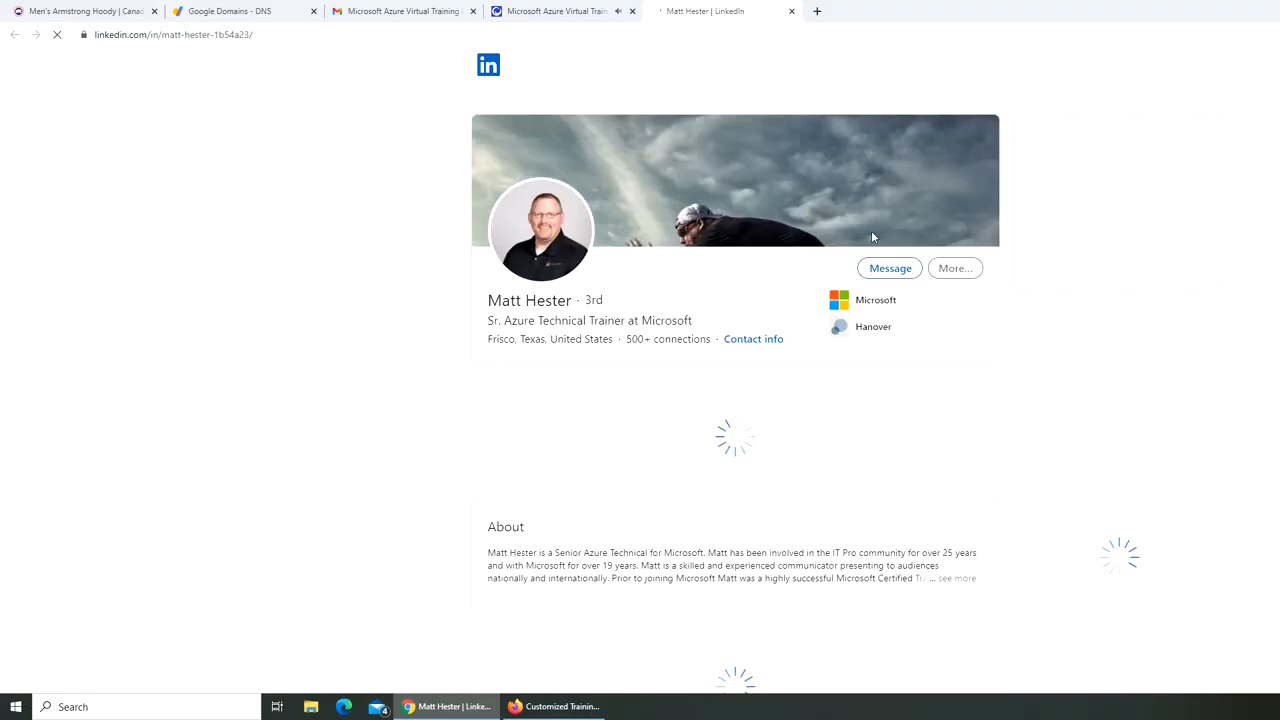 Men's Armstrong Hoody | Canad
Google Domains - DNS
Microsoft Azure Virtual Training
Microsoft Azure Virtual Train
Matt Hester | LinkedIn
linkedin.com/in/matt-hester-1b54a23/
in
Message
More...
Matt Hester · 3rd
Microsoft
Sr. Azure Technical Trainer at Microsoft
Hanover
Frisco, Texas, United States · 500+ connections · Contact info
About
Matt Hester is a Senior Azure Technical for Microsoft. Matt has been involved in the IT Pro community for over 25 years
and with Microsoft for over 19 years. Matt is a skilled and experienced communicator presenting to audiences
nationally and internationally. Prior to joining Microsoft Matt was a highly successful Microsoft Certified Tra ... see more
Search
4
Matt Hester | Linke...
Customized Trainin...